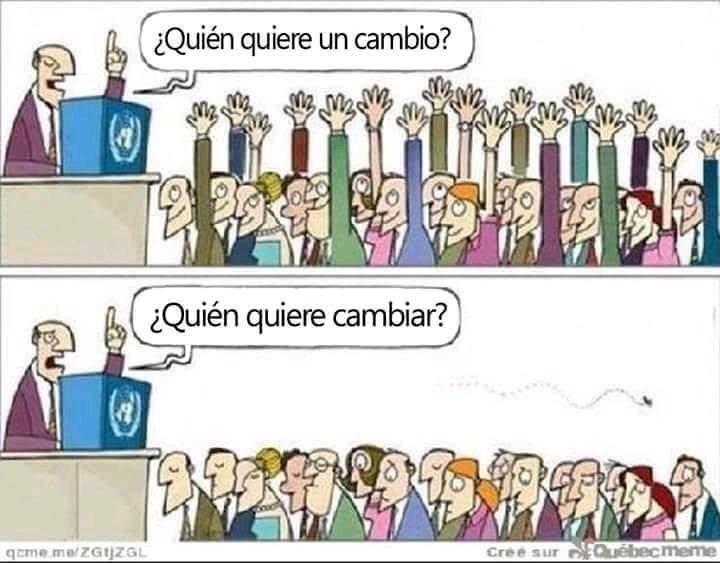 ¿Quién quiere un cambio?
¿Quién quiere cambiar?
qcme.me/ZGtjZGL
Créé sur Québecmeme